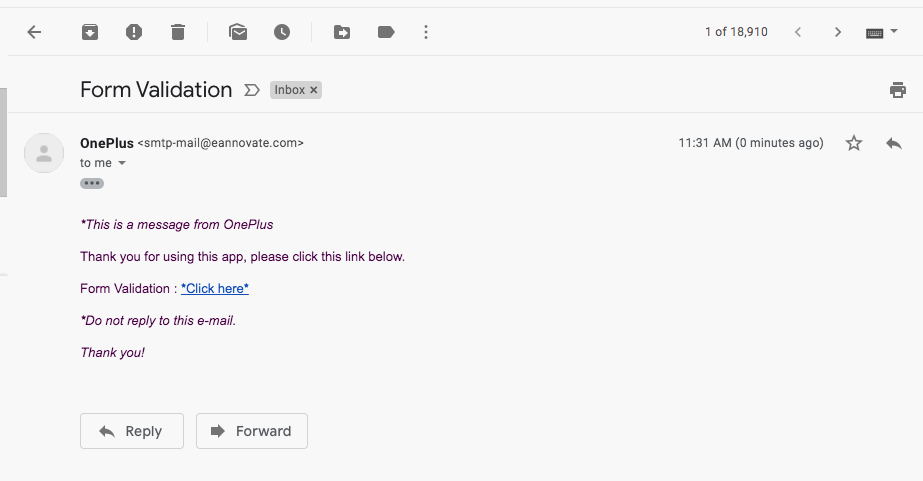 1 of 18,910
Form Validation Inbox ×
OnePlus <smtp-mail@eannovate.com> 11:31 AM (0 minutes ago)
to me
*This is a message from OnePlus
Thank you for using this app, please click this link below.
Form Validation : *Click here*
*Do not reply to this e-mail.
Thank you!
Reply Forward